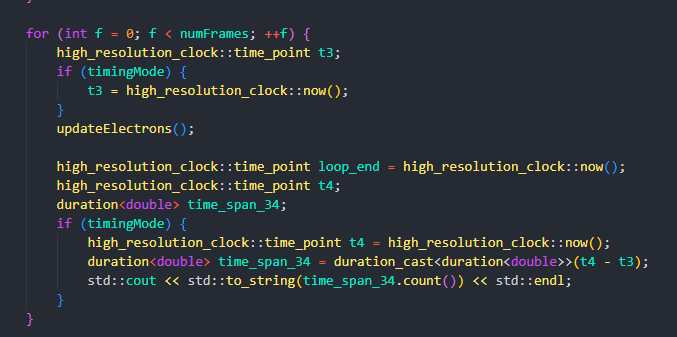 for (int f = 0; f < numFrames; ++f) {
high_resolution_clock::time_point t3;
if (timingMode) {
t3 = high_resolution_clock::now();
}
updateElectrons();
high_resolution_clock::time_point loop_end = high_resolution_clock::now();
high_resolution_clock::time_point t4;
duration<double> time_span_34;
if (timingMode) {
high_resolution_clock::time_point t4 = high_resolution_clock::now();
duration<double> time_span_34 = duration_cast<duration<double>>(t4 - t3);
std::cout << std::to_string(time_span_34.count()) << std::endl;
}
}